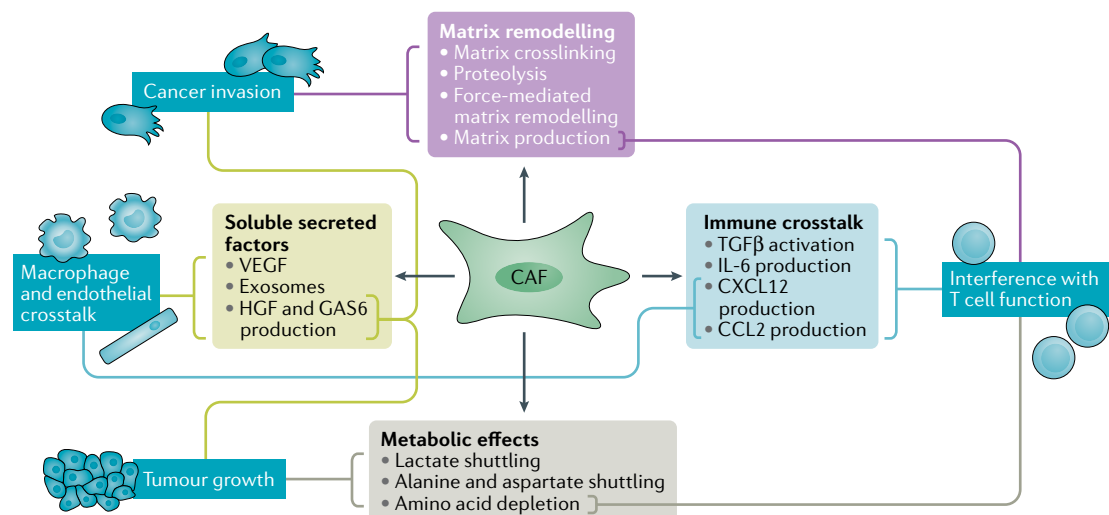 Matrix remodelling
• Matrix crosslinking
• Proteolysis
• Force-mediated
matrix remodelling
• Matrix production
Cancer invasion
Soluble secreted
factors
• VEGF
• Exosomes
• HGF and GAS6
production
Macrophage
and endothelial
crosstalk
CAF
Immune crosstalk
• TGFβ activation
• IL-6 production
• CXCL12
production
• CCL2 production
Interference with
T cell function
Metabolic effects
• Lactate shuttling
• Alanine and aspartate shuttling
• Amino acid depletion
Tumour growth